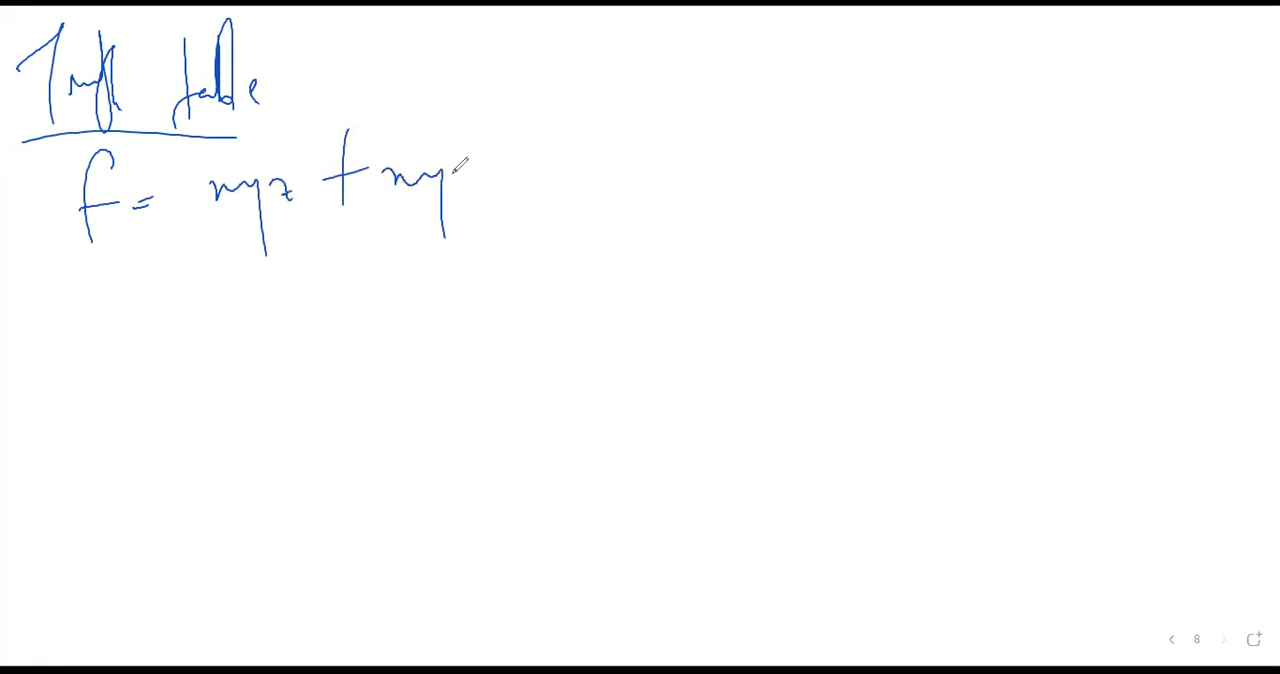 Truth table
f = xyz + xy
8